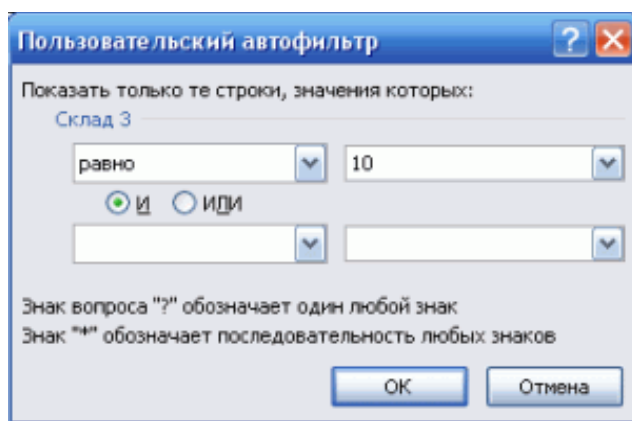 Пользовательский автофильтр
Показать только те строки, значения которых:
Склад 3
равно 10
И ИЛИ
Знак вопроса "?" обозначает один любой знак
Знак "*" обозначает последовательность любых знаков
ОК Отмена